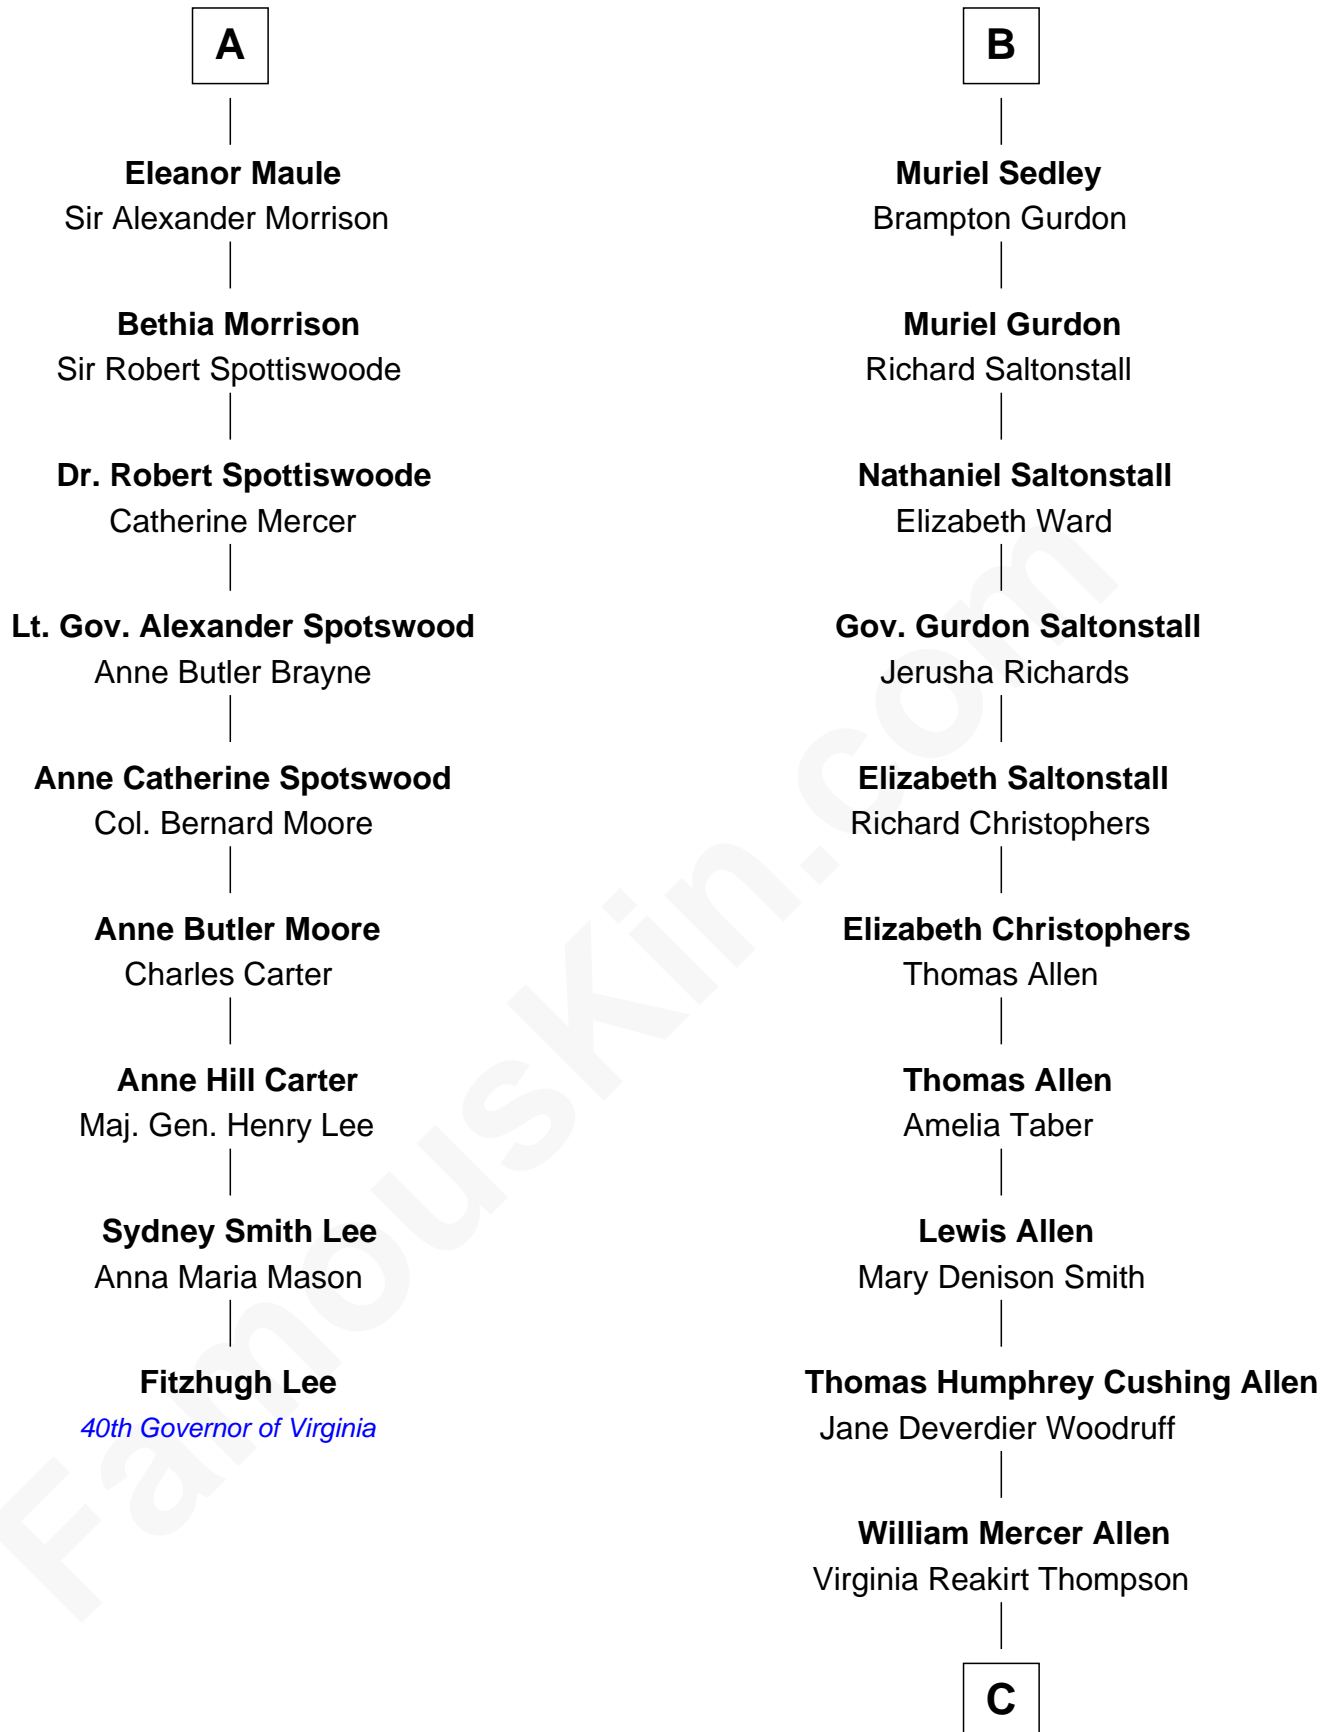 A
Eleanor Maule
Sir Alexander Morrison
Bethia Morrison
Sir Robert Spottiswoode
Dr. Robert Spottiswoode
Catherine Mercer
Lt. Gov. Alexander Spotswood
Anne Butler Brayne
Anne Catherine Spotswood
Col. Bernard Moore
Anne Butler Moore
Charles Carter
Anne Hill Carter
Maj. Gen. Henry Lee
Sydney Smith Lee
Anna Maria Mason
Fitzhugh Lee
40th Governor of Virginia
B
Muriel Sedley
Brampton Gurdon
Muriel Gurdon
Richard Saltonstall
Nathaniel Saltonstall
Elizabeth Ward
Gov. Gurdon Saltonstall
Jerusha Richards
Elizabeth Saltonstall
Richard Christophers
Elizabeth Christophers
Thomas Allen
Thomas Allen
Amelia Taber
Lewis Allen
Mary Denison Smith
Thomas Humphrey Cushing Allen
Jane Deverdier Woodruff
William Mercer Allen
Virginia Reakirt Thompson
C
FamousKin.com